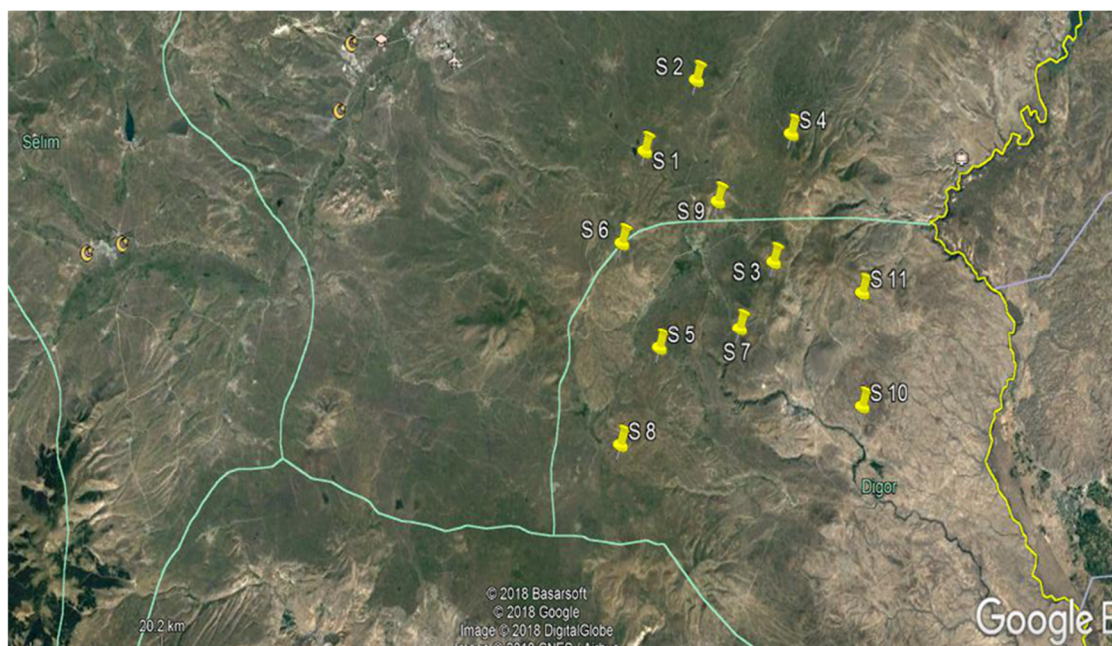 S 2
S 4
Selim
S 1
S 9
S 6
S 3
S 11
S 7
S 5
S 10
S 8
Digor
© 2018 Basarsoft
© 2018 Google
Image © 2018 DigitalGlobe
20.2 km
Google E